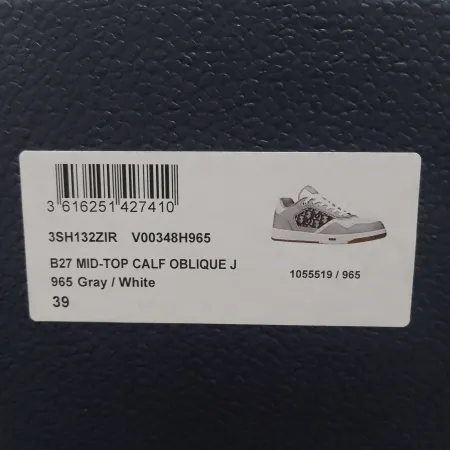 3 616251 427410
3SH132ZIR V00348H965
B27 MID-TOP CALF OBLIQUE J
965 Gray / White
39
1055519 / 965